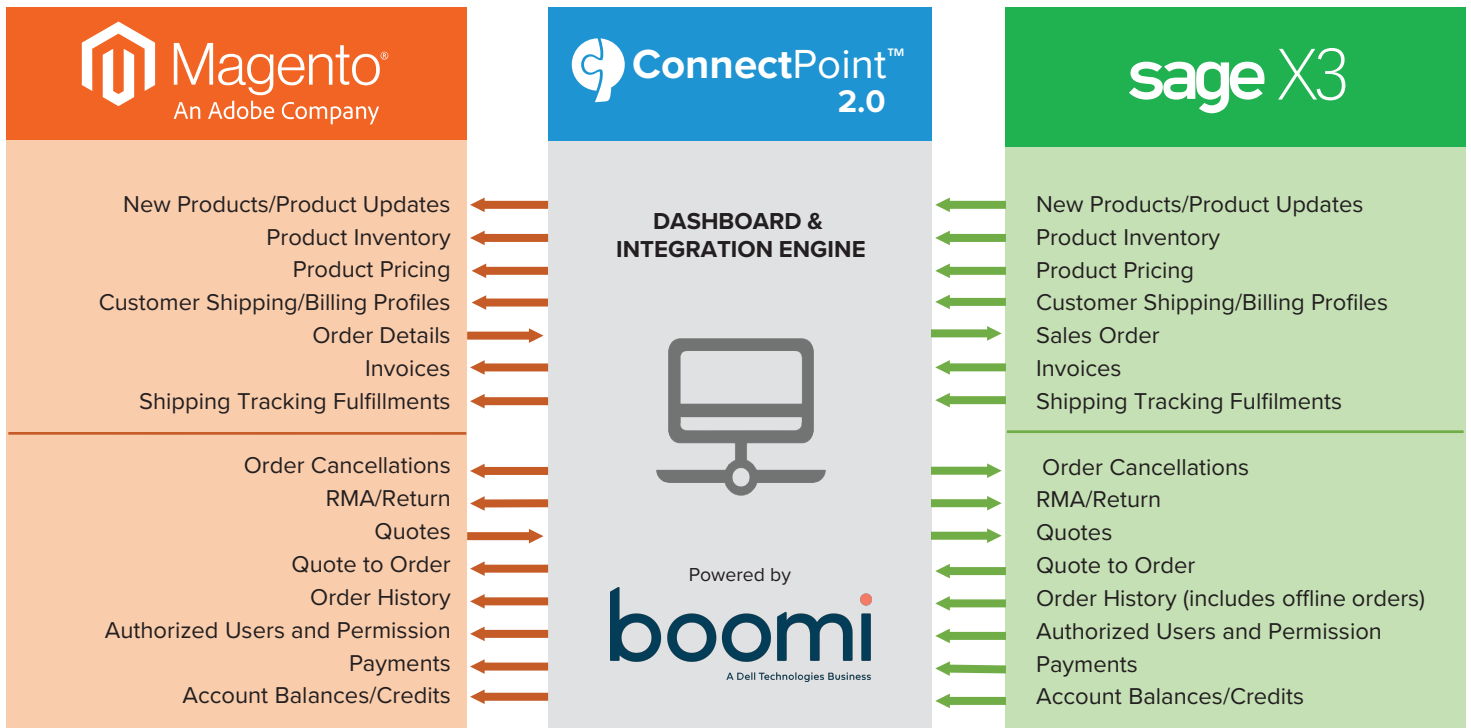 Magento®
An Adobe Company
New Products/Product Updates
Product Inventory
Product Pricing
Customer Shipping/Billing Profiles
Order Details
Invoices
Shipping Tracking Fulfillments
Order Cancellations
RMA/Return
Quotes
Quote to Order
Order History
Authorized Users and Permission
Payments
Account Balances/Credits
ConnectPoint™
2.0
DASHBOARD &
INTEGRATION ENGINE
Powered by
boomi
A Dell Technologies Business
sage X3
New Products/Product Updates
Product Inventory
Product Pricing
Customer Shipping/Billing Profiles
Sales Order
Invoices
Shipping Tracking Fulfilments
Order Cancellations
RMA/Return
Quotes
Quote to Order
Order History (includes offline orders)
Authorized Users and Permission
Payments
Account Balances/Credits